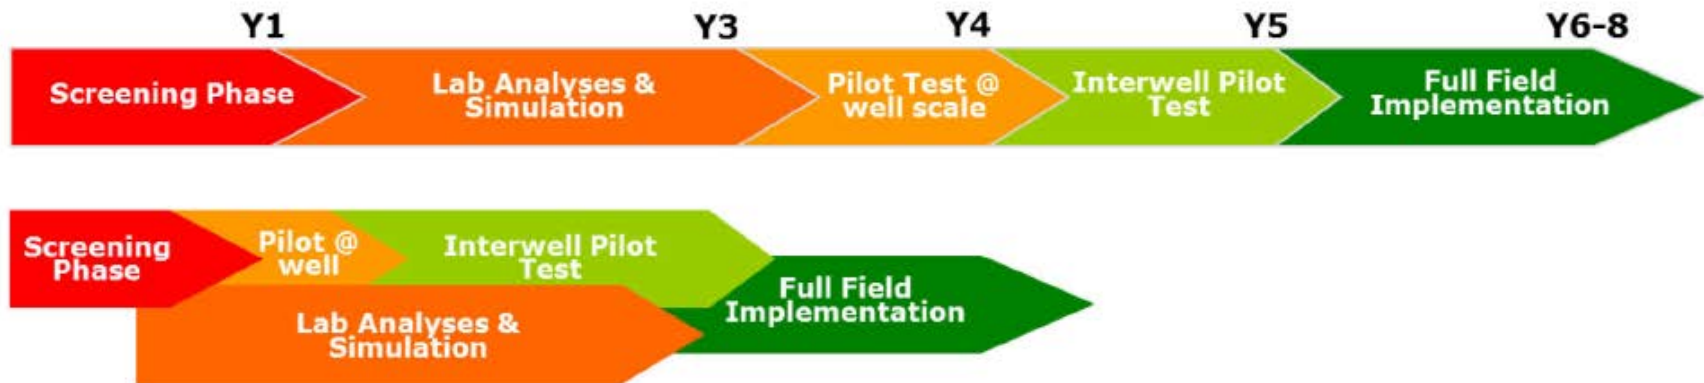 Y1 Y3 Y4 Y5 Y6-8
Screening Phase
Lab Analyses &
Simulation
Pilot Test @
well scale
Interwell Pilot
Test
Full Field
Implementation
Screening
Phase
Pilot @
well
Interwell Pilot
Test
Lab Analyses &
Simulation
Full Field
Implementation